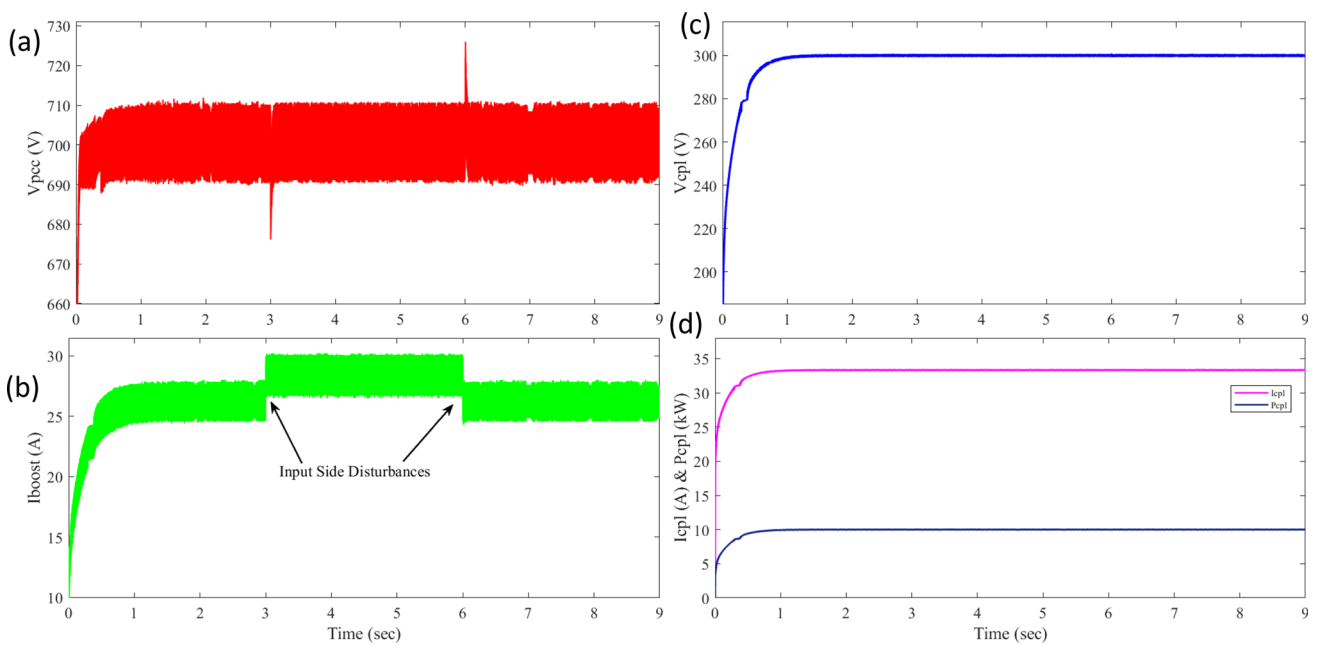 (a)
730
720
710
700
690
680
670
660
Vpcc (V)
0 1 2 3 4 5 6 7 8 9
(b)
30
25
20
15
10
Iboost (A)
Input Side Disturbances
0 1 2 3 4 5 6 7 8 9
Time (sec)
(c)
300
280
260
240
220
200
Vcpl (V)
0 1 2 3 4 5 6 7 8 9
(d)
35
30
25
20
15
10
5
0
Icpl (A) & Pcpl (kW)
Icpl
Pcpl
0 1 2 3 4 5 6 7 8 9
Time (sec)